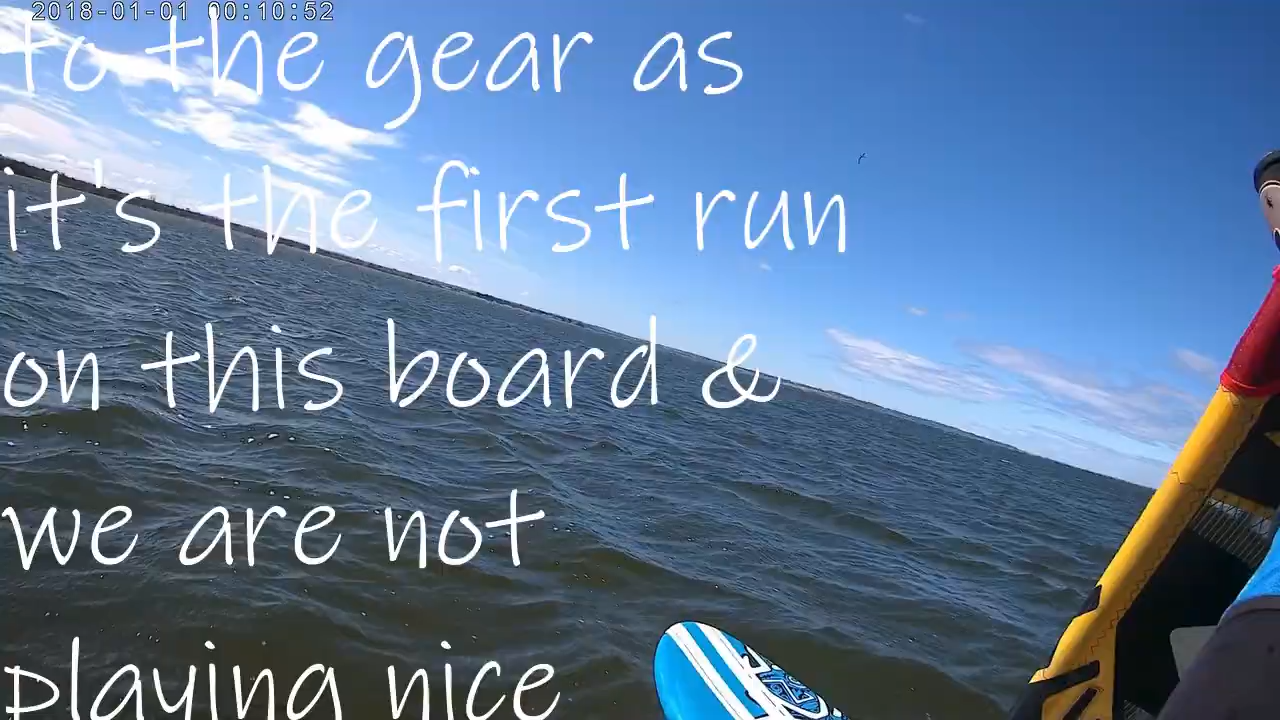 2018-01-01 00:10:52
to the gear as
it's the first run
on this board &
we are not
playing nice